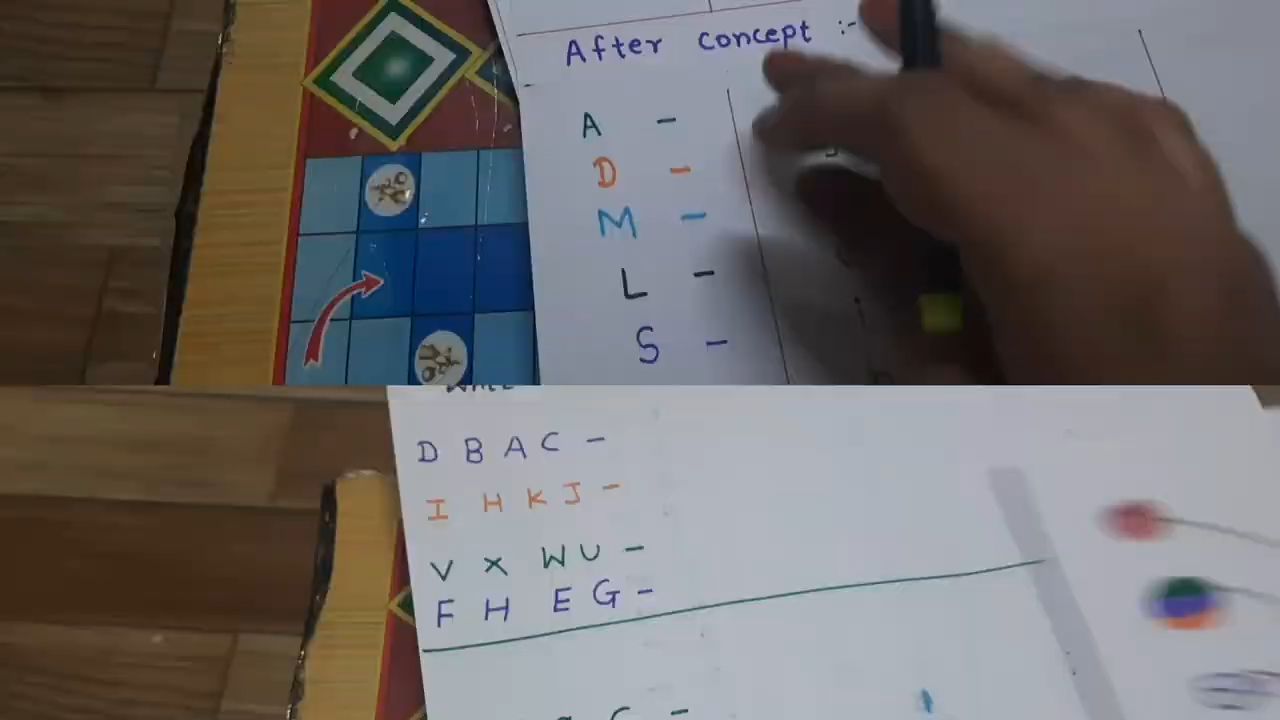 After concept :-
A -
D -
M -
L -
S -
D B A C -
I H K J -
V X W U -
F H E G -